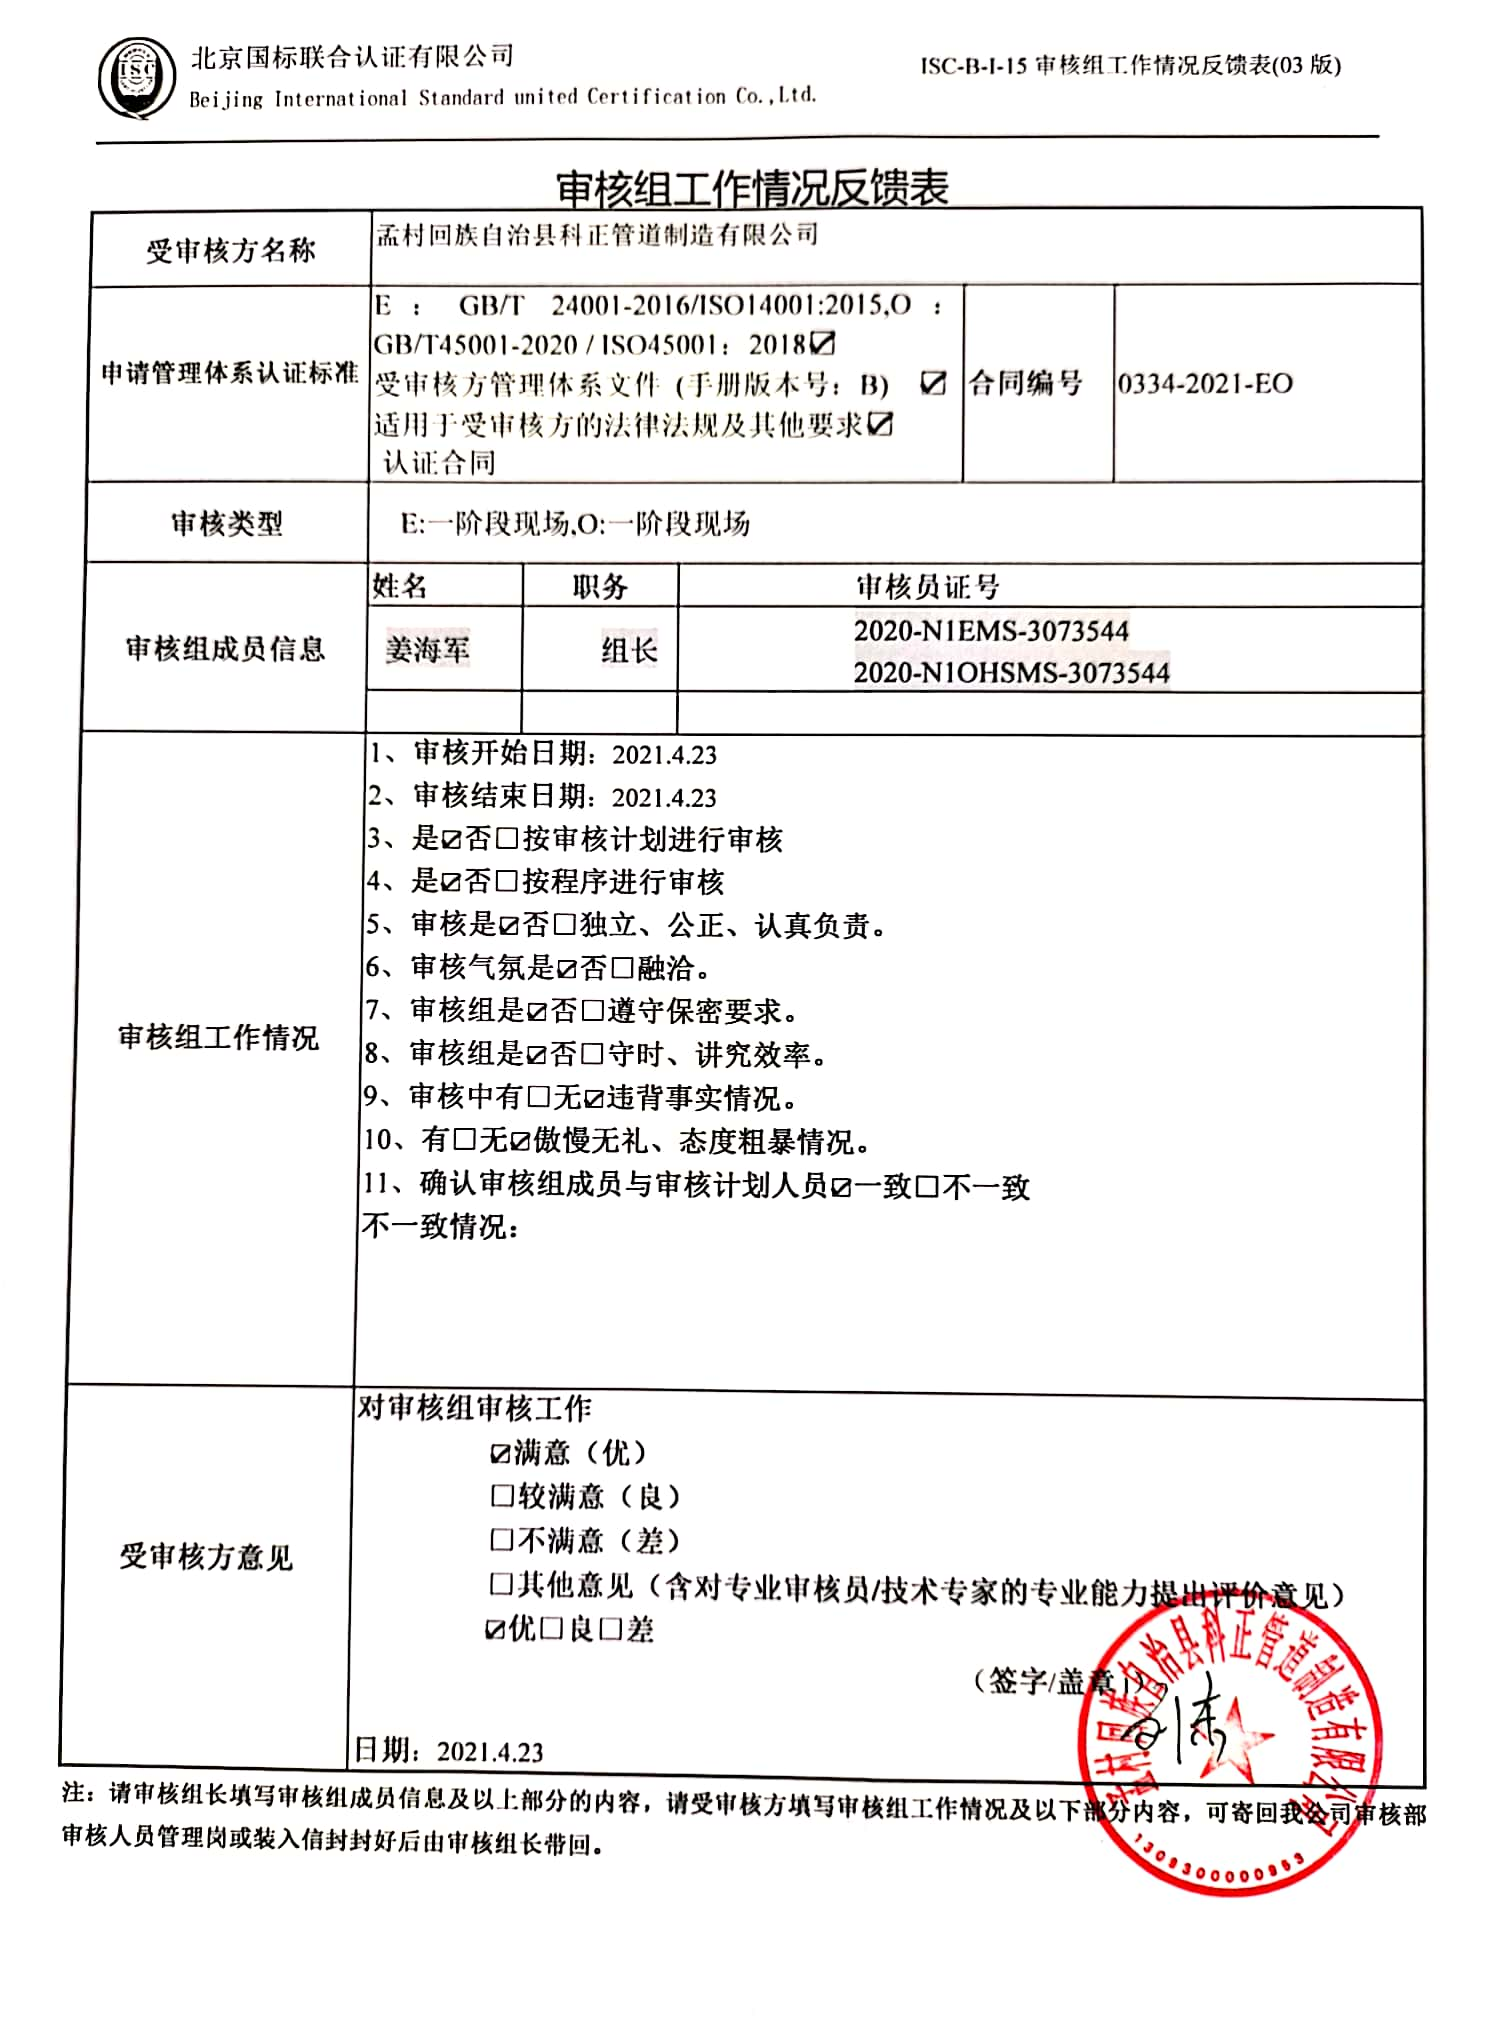 ISC
北京国标联合认证有限公司
Beijing International Standard united Certification Co.,Ltd.
ISC-B-I-15 审核组工作情况反馈表(03 版)
审核组工作情况反馈表
受审核方名称
孟村回族自治县科正管道制造有限公司
申请管理体系认证标准
E : GB/T 24001-2016/ISO14001:2015,O :
GB/T45001-2020 / ISO45001: 2018☑
受审核方管理体系文件 (手册版本号: B) ☑
适用于受审核方的法律法规及其他要求☑
认证合同
合同编号
0334-2021-EO
审核类型
E:一阶段现场,O:一阶段现场
审核组成员信息
姓名 职务 审核员证号
姜海军 组长
2020-N1EMS-3073544
2020-N1OHSMS-3073544
审核组工作情况
1、审核开始日期: 2021.4.23
2、审核结束日期: 2021.4.23
3、是☑否□按审核计划进行审核
4、是☑否□按程序进行审核
5、审核是☑否□独立、公正、认真负责。
6、审核气氛是☑否□融洽。
7、审核组是☑否□遵守保密要求。
8、审核组是☑否□守时、讲究效率。
9、审核中有□无☑违背事实情况。
10、有□无☑傲慢无礼、态度粗暴情况。
11、确认审核组成员与审核计划人员☑一致□不一致
不一致情况:
受审核方意见
对审核组审核工作
☑满意（优）
□较满意（良）
□不满意（差）
□其他意见（含对专业审核员/技术专家的专业能力提出评价意见）
☑优□良□差
（签字/盖章）
日期: 2021.4.23
孟村回族自治县科正管道制造有限公司
1309300000953
注: 请审核组长填写审核组成员信息及以上部分的内容，请受审核方填写审核组工作情况及以下部分内容，可寄回我公司审核部
审核人员管理岗或装入信封封好后由审核组长带回。